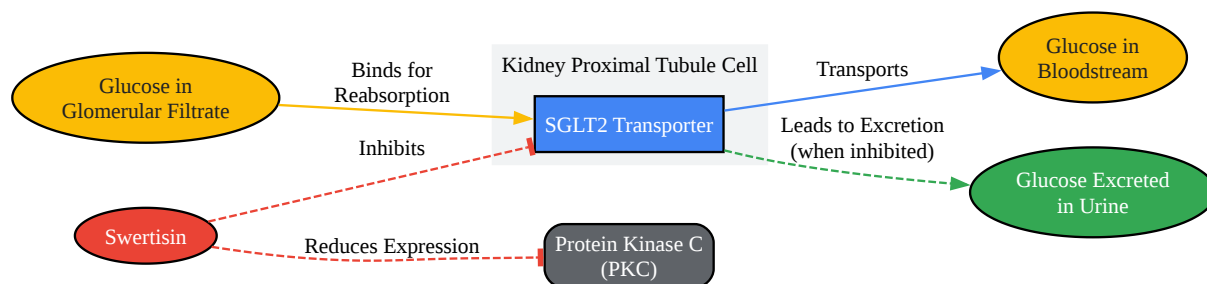 Glucose in
Glomerular Filtrate
Binds for
Reabsorption
Kidney Proximal Tubule Cell
SGLT2 Transporter
Transports
Glucose in
Bloodstream
Inhibits
Leads to Excretion
(when inhibited)
Glucose Excreted
in Urine
Swertisin
Reduces Expression
Protein Kinase C
(PKC)